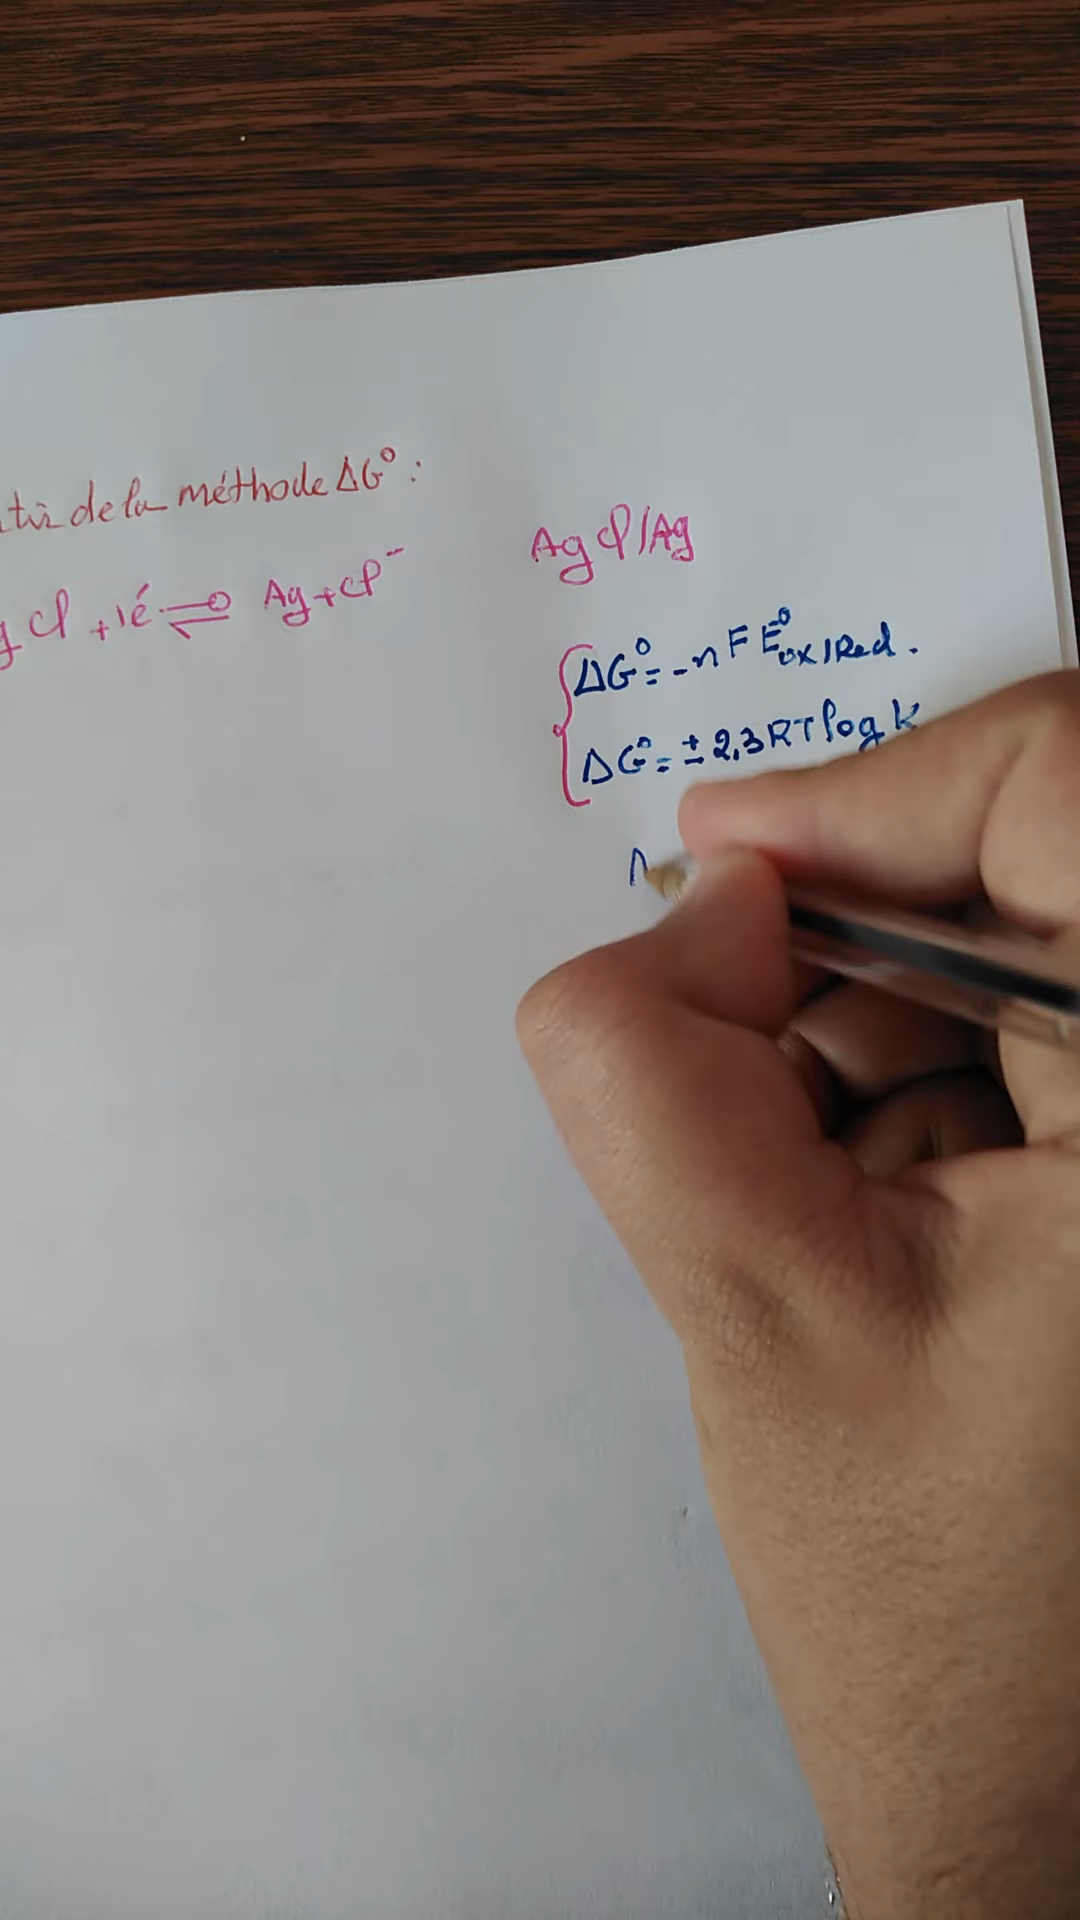 de la méthode ΔG° :
Cl + 1é ⇌ Ag + Cl⁻
AgCl/Ag
ΔG° = -nFE°ox/Red.
ΔG° = ± 2,3RT log K